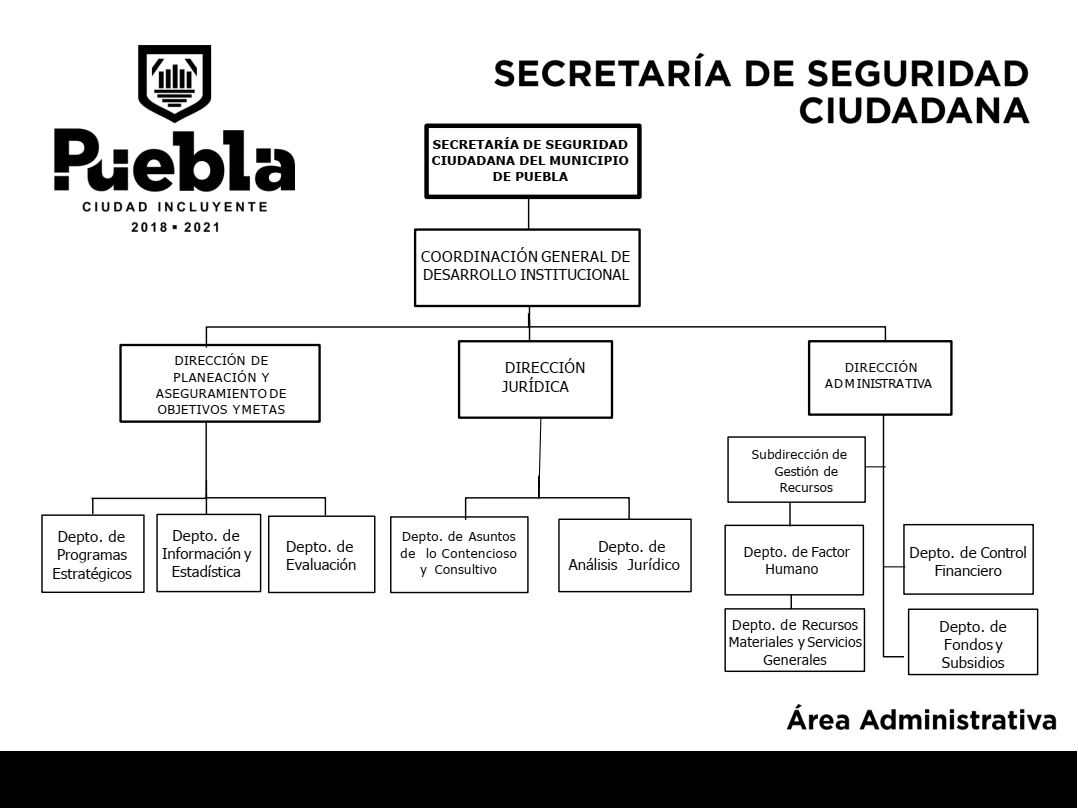 SECRETARÍA DE SEGURIDAD
CIUDADANA
Puebla
CIUDAD INCLUYENTE
2018 ▪ 2021
SECRETARÍA DE SEGURIDAD
CIUDADANA DEL MUNICIPIO
DE PUEBLA
COORDINACIÓN GENERAL DE
DESARROLLO INSTITUCIONAL
DIRECCIÓN DE
PLANEACIÓN Y
ASEGURAMIENTO DE
OBJETIVOS Y METAS
DIRECCIÓN
JURÍDICA
DIRECCIÓN
ADMINISTRATIVA
Subdirección de
Gestión de
Recursos
Depto. de
Programas
Estratégicos
Depto. de
Información y
Estadística
Depto. de
Evaluación
Depto. de Asuntos
de lo Contencioso
y Consultivo
Depto. de
Análisis Jurídico
Depto. de Factor
Humano
Depto. de Control
Financiero
Depto. de Recursos
Materiales y Servicios
Generales
Depto. de
Fondos y
Subsidios
Área Administrativa